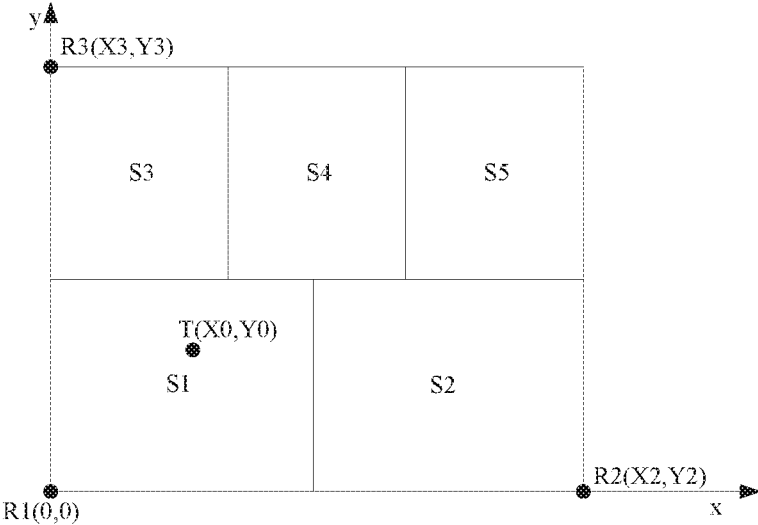 y
R3(X3,Y3)
S3
S4
S5
T(X0,Y0)
S1
S2
R2(X2,Y2)
R1(0,0)
x